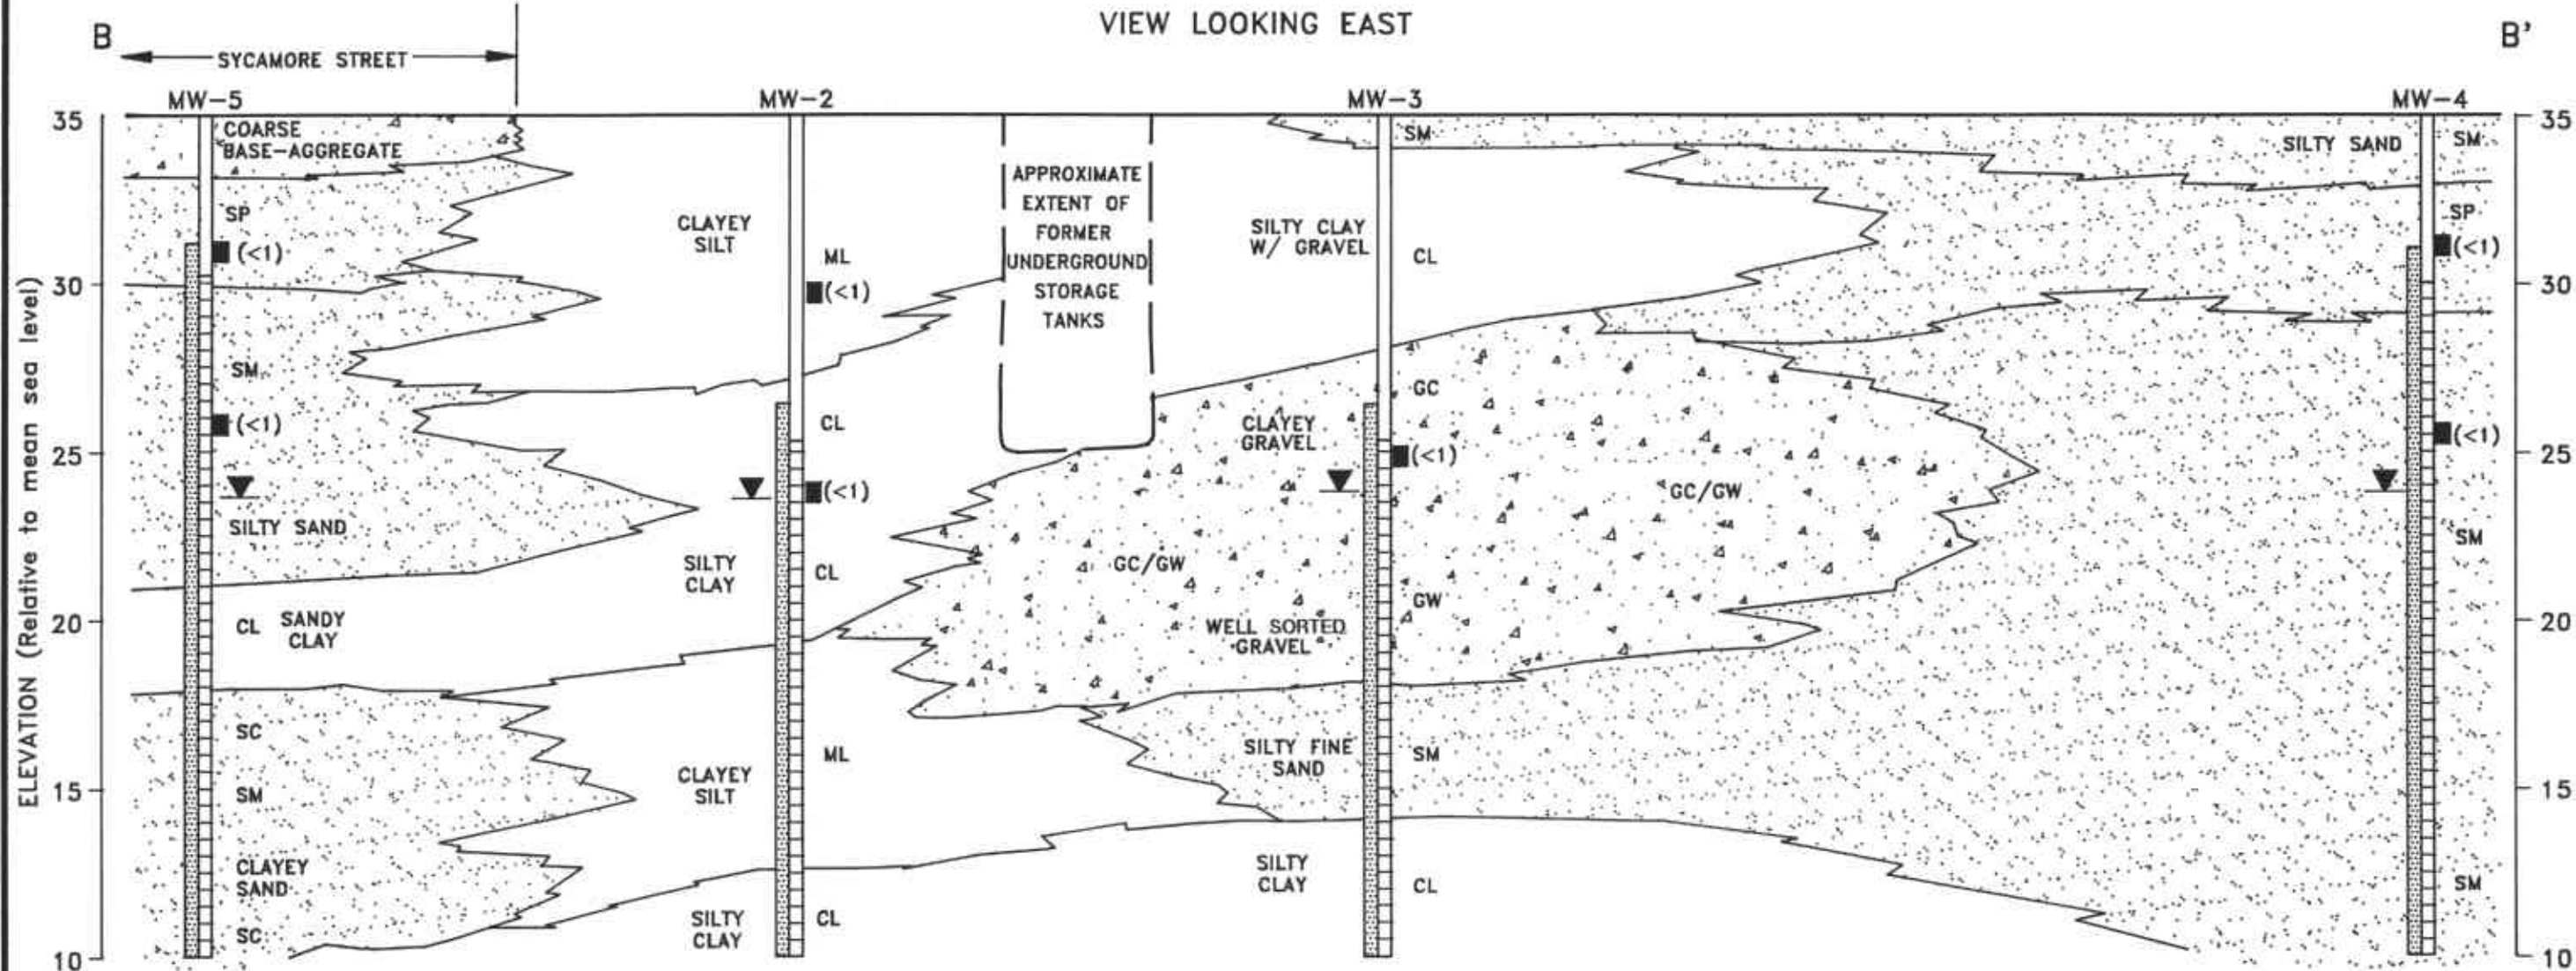 VIEW LOOKING EAST
B
B'
SYCAMORE STREET
MW-5
MW-2
MW-3
MW-4
ELEVATION (Relative to mean sea level)
35
30
25
20
15
10
COARSE
BASE-AGGREGATE
SP
(<1)
SM
(<1)
SILTY SAND
CL
SANDY
CLAY
SC
SM
CLAYEY
SAND
SC
CLAYEY
SILT
ML
(<1)
CL
(<1)
SILTY
CLAY
CL
CLAYEY
SILT
ML
SILTY
CLAY
CL
APPROXIMATE
EXTENT OF
FORMER
UNDERGROUND
STORAGE
TANKS
GC/GW
SM
SILTY CLAY
W/ GRAVEL
CL
CLAYEY
GRAVEL
GC
(<1)
GC/GW
GW
WELL SORTED
GRAVEL
SILTY FINE
SAND
SM
SILTY
CLAY
CL
SILTY SAND
SM
SP
(<1)
(<1)
SM
SM
35
30
25
20
15
10